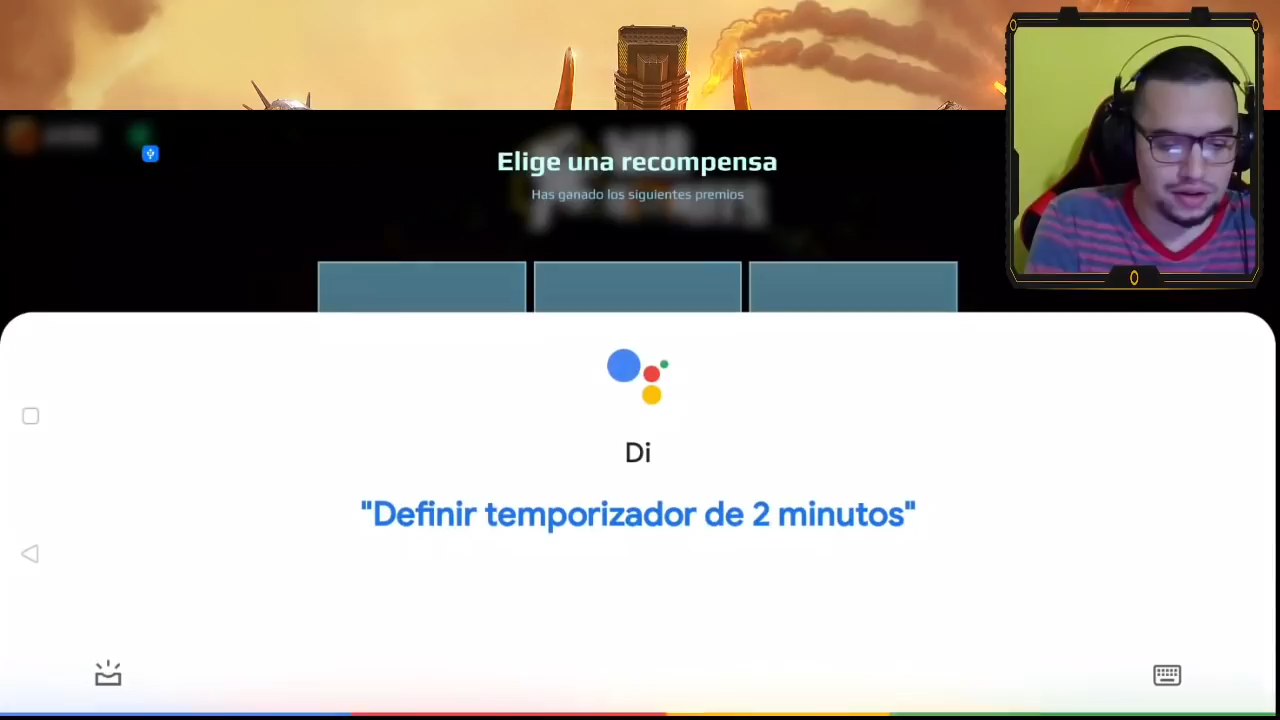 Elige una recompensa
Has ganado los siguientes premios
Di
"Definir temporizador de 2 minutos"